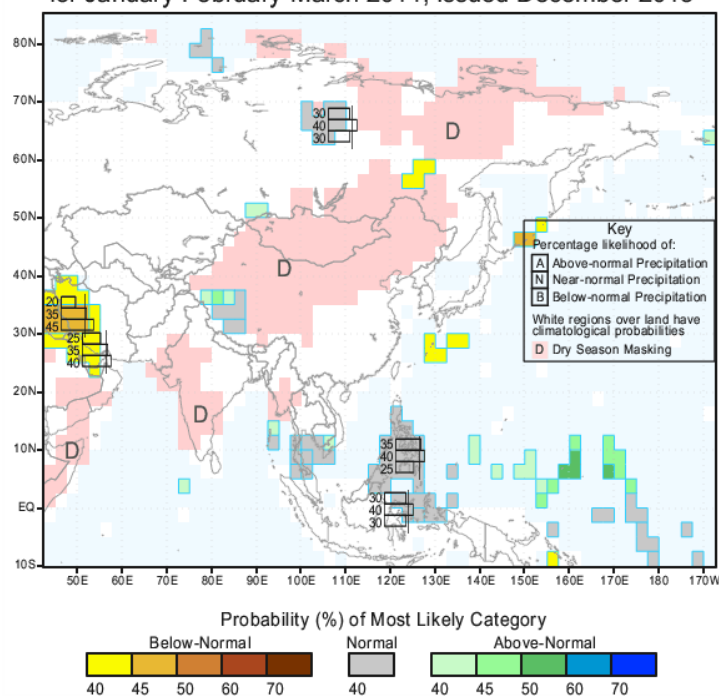 for January-February-March 2014, Issued December 2013
80N
70N
60N
50N
40N
30N
20N
10N
EQ
10S
30
40
30
D
D
D
D
20
35
45
25
35
40
35
40
25
30
40
30
Key
Percentage likelihood of:
A Above-normal Precipitation
N Near-normal Precipitation
B Below-normal Precipitation
White regions over land have
climatological probabilities
D Dry Season Masking
50E 60E 70E 80E 90E 100E 110E 120E 130E 140E 150E 160E 170E 180 170W
Probability (%) of Most Likely Category
Below-Normal Normal Above-Normal
40 45 50 60 70 40 40 45 50 60 70